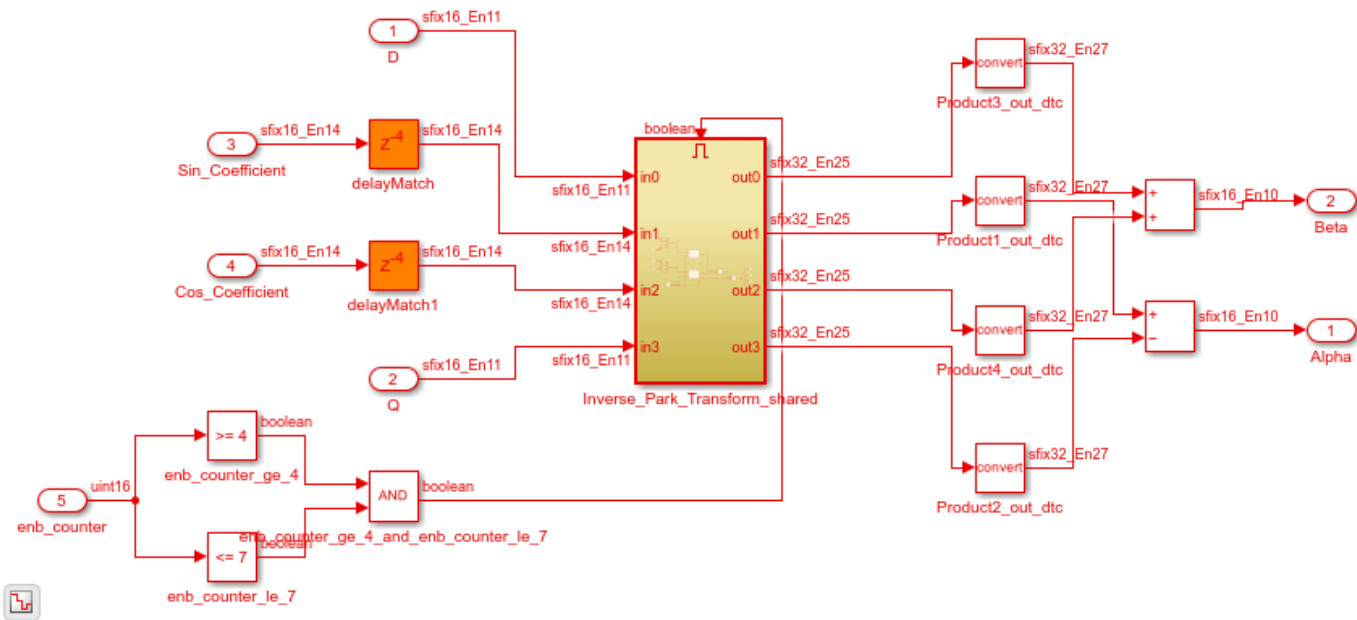 sfix16_En11
1
D
sfix16_En14
3
Sin_Coefficient
Z-4
sfix16_En14
delayMatch
sfix16_En14
4
Cos_Coefficient
Z-4
sfix16_En14
delayMatch1
sfix16_En11
2
Q
boolean
sfix16_En11
in0
sfix16_En14
in1
sfix16_En14
in2
sfix16_En11
in3
out0
out1
out2
out3
Inverse_Park_Transform_shared
sfix32_En25
sfix32_En25
sfix32_En25
sfix32_En25
convert
sfix32_En27
Product3_out_dtc
convert
sfix32_En27
Product1_out_dtc
convert
sfix32_En27
Product4_out_dtc
convert
sfix32_En27
Product2_out_dtc
+
+
sfix16_En10
2
Beta
+
−
sfix16_En10
1
Alpha
>= 4
boolean
enb_counter_ge_4
uint16
5
enb_counter
AND
boolean
enb_counter_ge_4_and_enb_counter_le_7
<= 7
boolean
enb_counter_le_7